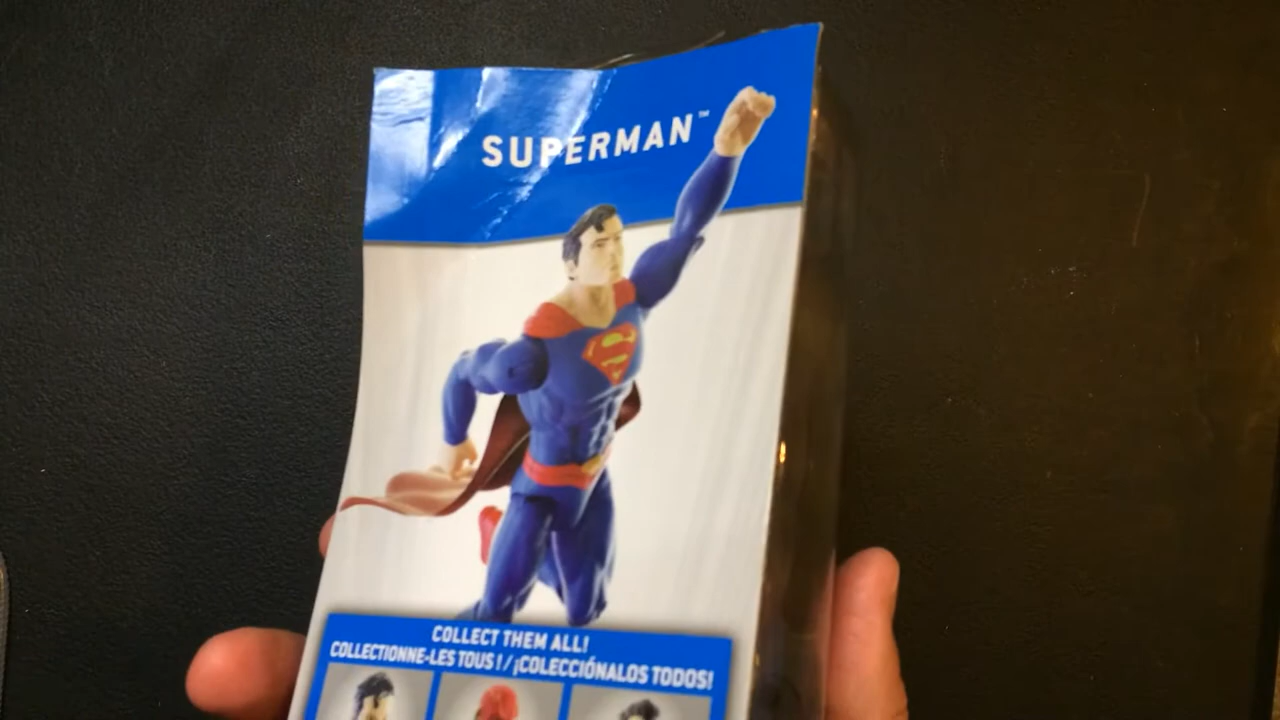 SUPERMAN™
COLLECT THEM ALL!
COLLECTIONNE-LES TOUS ! / ¡COLECCIÓNALOS TODOS!